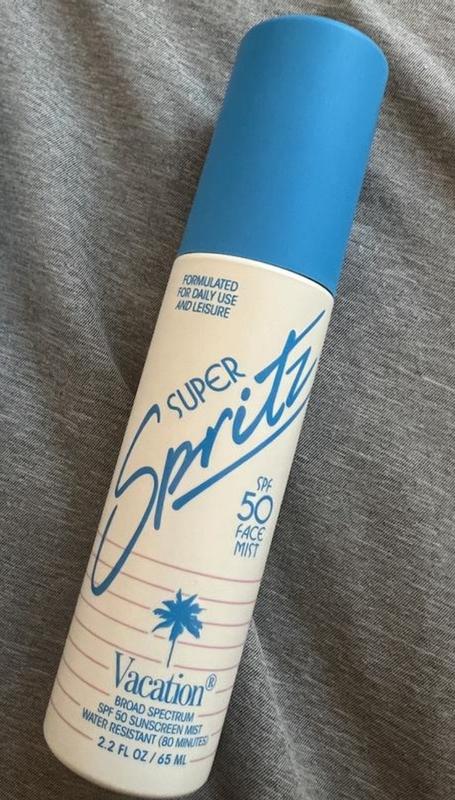 FORMULATED
FOR DAILY USE
AND LEISURE
SUPER
Spritz
SPF
50
FACE
MIST
Vacation®
BROAD SPECTRUM
SPF 50 SUNSCREEN MIST
WATER RESISTANT (80 MINUTES)
2.2 FL OZ / 65 ML